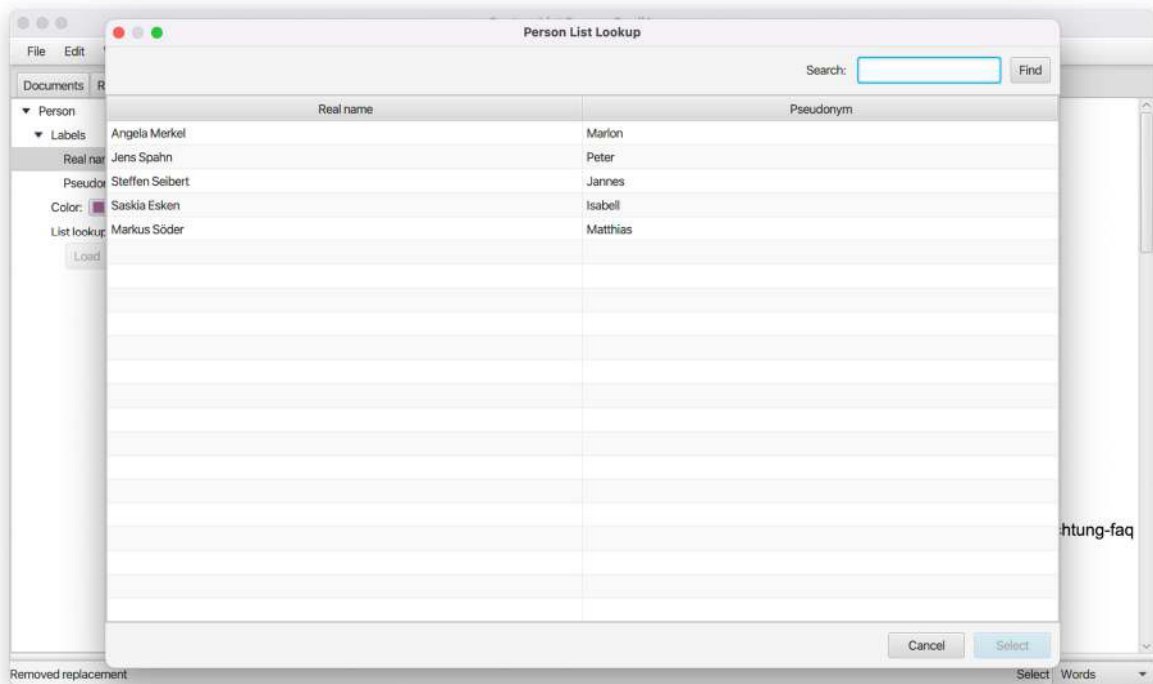 Person List Lookup
File Edit
Search: Find
Documents R
Person
Labels
Real nar
Pseudor
Color:
List lookup
Load
Real name Pseudonym
Angela Merkel Marlon
Jens Spahn Peter
Steffen Seibert Jannes
Saskia Esken Isabell
Markus Söder Matthias
htung-faq
Cancel Select
Removed replacement Select Words